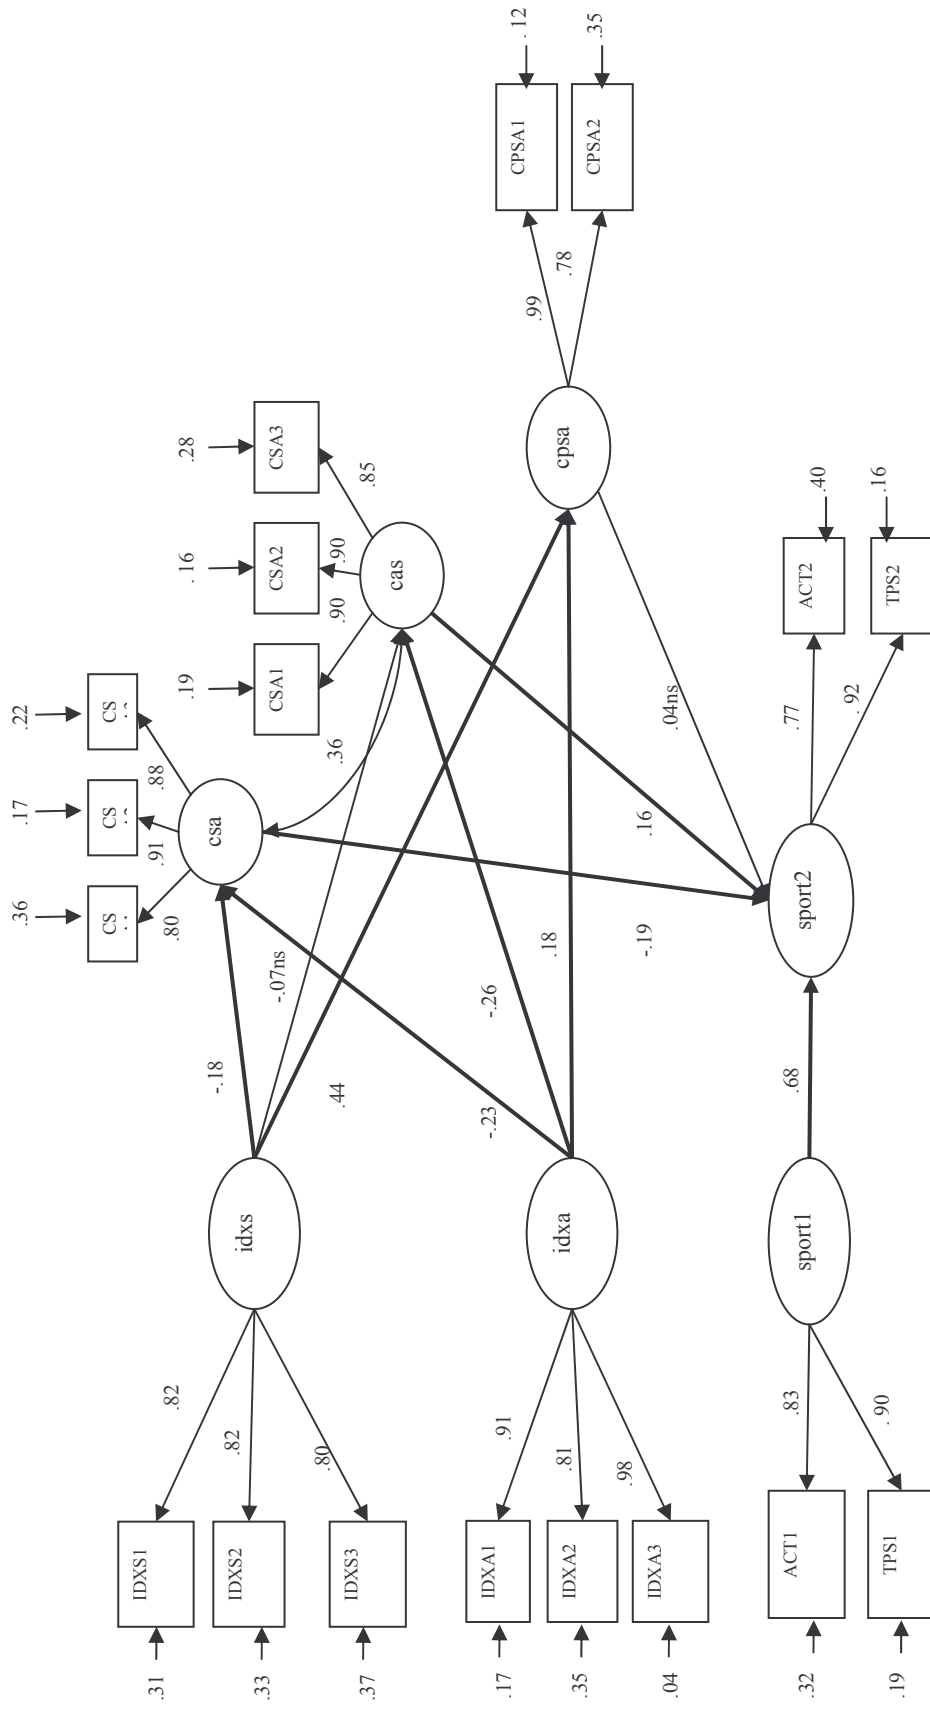 .36
.17
.22
CS
CS
CS
.80
.91
.88
csa
.19
.16
.28
CSA1
CSA2
CSA3
.90
.90
.85
cas
.36
.31
IDXS1
.82
.33
IDXS2
.82
.37
IDXS3
.80
idxs
-.18
-.07ns
.44
.17
IDXA1
.91
.35
IDXA2
.81
.04
IDXA3
.98
idxa
-.23
-.26
.18
cpsa
.99
CPSA1
.12
.78
CPSA2
.35
-.19
.16
.04ns
.32
ACT1
.83
.19
TPS1
.90
sport1
.68
sport2
.77
ACT2
.40
.92
TPS2
.16